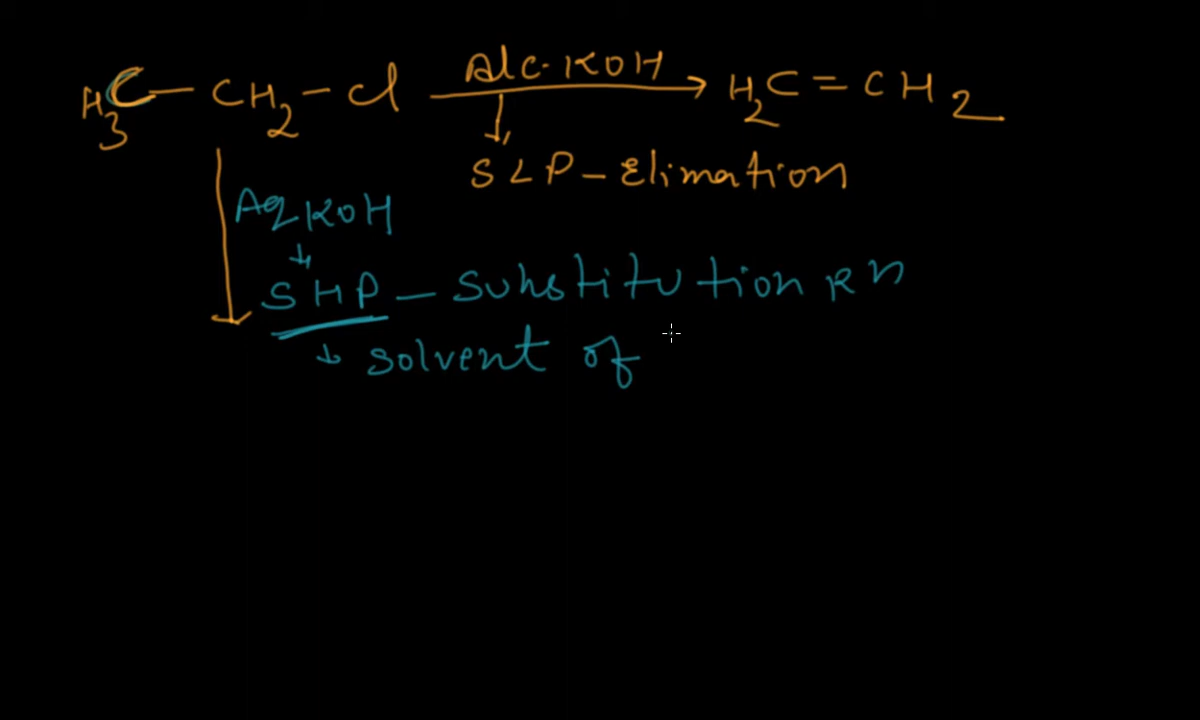 H3C - CH2 - Cl Alc. KOH → H2C = CH2
↓
SLP - Elimation
Aq KOH
↓
SHP - Substitution Rn
↓ solvent of